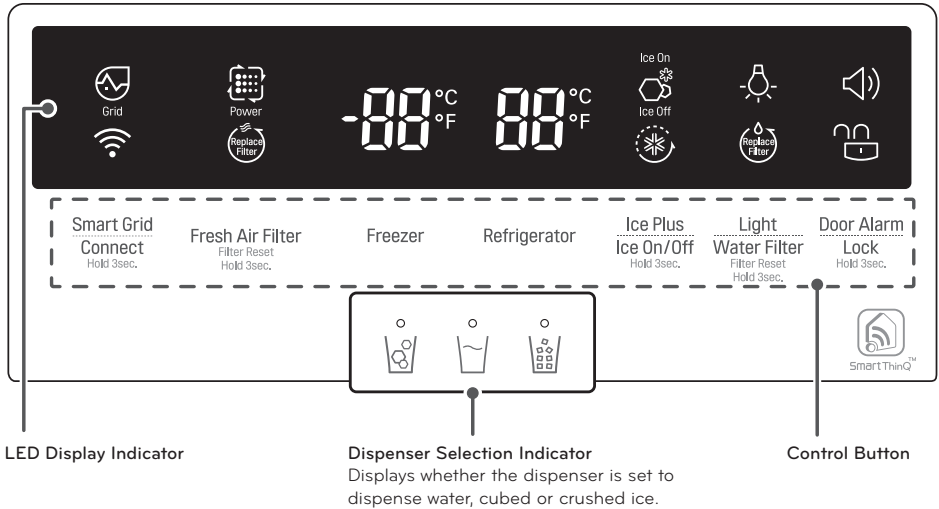 Ice On
Grid
Power
Ice Off
-88 °C °F
88 °C °F
Replace
Filter
Replace
Filter
Smart Grid
Connect
Hold 3sec.
Fresh Air Filter
Filter Reset
Hold 3sec.
Freezer
Refrigerator
Ice Plus
Ice On/Off
Hold 3sec.
Light
Water Filter
Filter Reset
Hold 3sec.
Door Alarm
Lock
Hold 3sec.
SmartThinQ™
LED Display Indicator
Dispenser Selection Indicator
Displays whether the dispenser is set to
dispense water, cubed or crushed ice.
Control Button